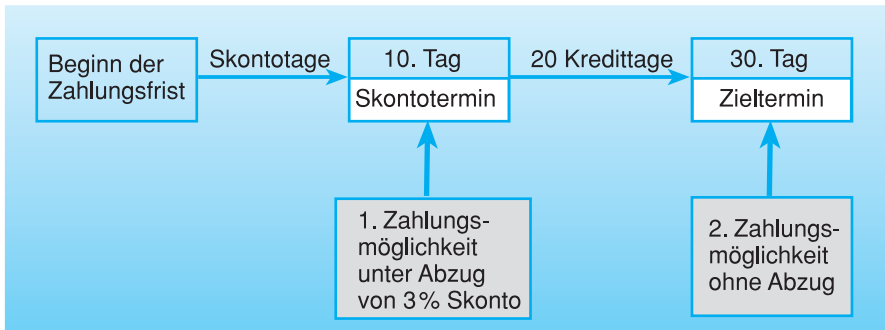 Beginn der
Zahlungsfrist
Skontotage
10. Tag
Skontotermin
20 Kredittage
30. Tag
Zieltermin
1. Zahlungs-
möglichkeit
unter Abzug
von 3% Skonto
2. Zahlungs-
möglichkeit
ohne Abzug